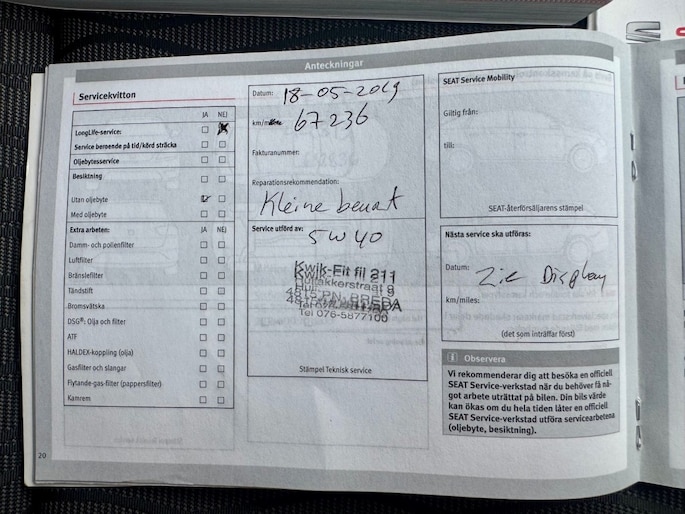 Anteckningar
Servicekvitton
JA NEJ
LongLife-service:
Service beroende på tid/körd sträcka
Oljebytesservice
Besiktning
Utan oljebyte
Med oljebyte
Extra arbeten: JA NEJ
Damm- och pollenfilter
Luftfilter
Bränslefilter
Tändstift
Bromsvätska
DSG®: Olja och filter
ATF
HALDEX-koppling (olja)
Gasfilter och slangar
Flytande-gas-filter (pappersfilter)
Kamrem
20
Datum: 18-05-2019
km/miles: 67236
Fakturanummer:
Reparationsrekommendation:
Kleine beurt
Service utförd av:
5W40
Kwik-Fit fil 211
4815 PN BREDA
Tel 076-5877100
Stämpel Teknisk service
SEAT Service Mobility
Giltig från:
till:
SEAT-återförsäljarens stämpel
Nästa service ska utföras:
Datum: Zie Display
km/miles:
(det som inträffar först)
Observera
Vi rekommenderar dig att besöka en officiell
SEAT Service-verkstad när du behöver få nå-
got arbete uträttat på bilen. Din bils värde
kan ökas om du hela tiden låter en officiell
SEAT Service-verkstad utföra servicearbetena
(oljebyte, besiktning).